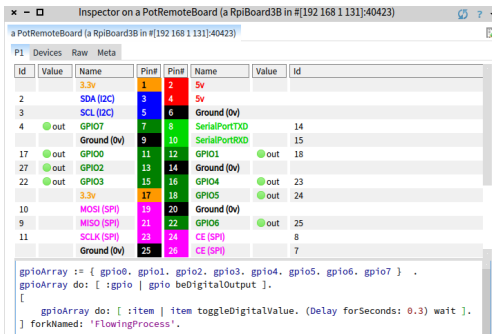 Inspector on a PotRemoteBoard (a RpiBoard3B in #[192 168 1 131]:40423)
a PotRemoteBoard (a RpiBoard3B in #[192 168 1 131]:40423)
P1 Devices Raw Meta
Id Value Name Pin# Pin# Name Value Id
3.3v 1 2 5v
2 SDA (I2C) 3 4 5v
3 SCL (I2C) 5 6 Ground (0v)
4 out GPIO7 7 8 SerialPortTXD 14
Ground (0v) 9 10 SerialPortRXD 15
17 out GPIO0 11 12 GPIO1 out 18
27 out GPIO2 13 14 Ground (0v)
22 out GPIO3 15 16 GPIO4 out 23
3.3v 17 18 GPIO5 out 24
10 MOSI (SPI) 19 20 Ground (0v)
9 MISO (SPI) 21 22 GPIO6 out 25
11 SCLK (SPI) 23 24 CE (SPI) 8
Ground (0v) 25 26 CE (SPI) 7
gpioArray := { gpio0. gpio1. gpio2. gpio3. gpio4. gpio5. gpio6. gpio7 } .
gpioArray do: [ :gpio | gpio beDigitalOutput ].
[
gpioArray do: [ :item | item toggleDigitalValue. (Delay forSeconds: 0.3) wait ].
] forkNamed: 'FlowingProcess'.